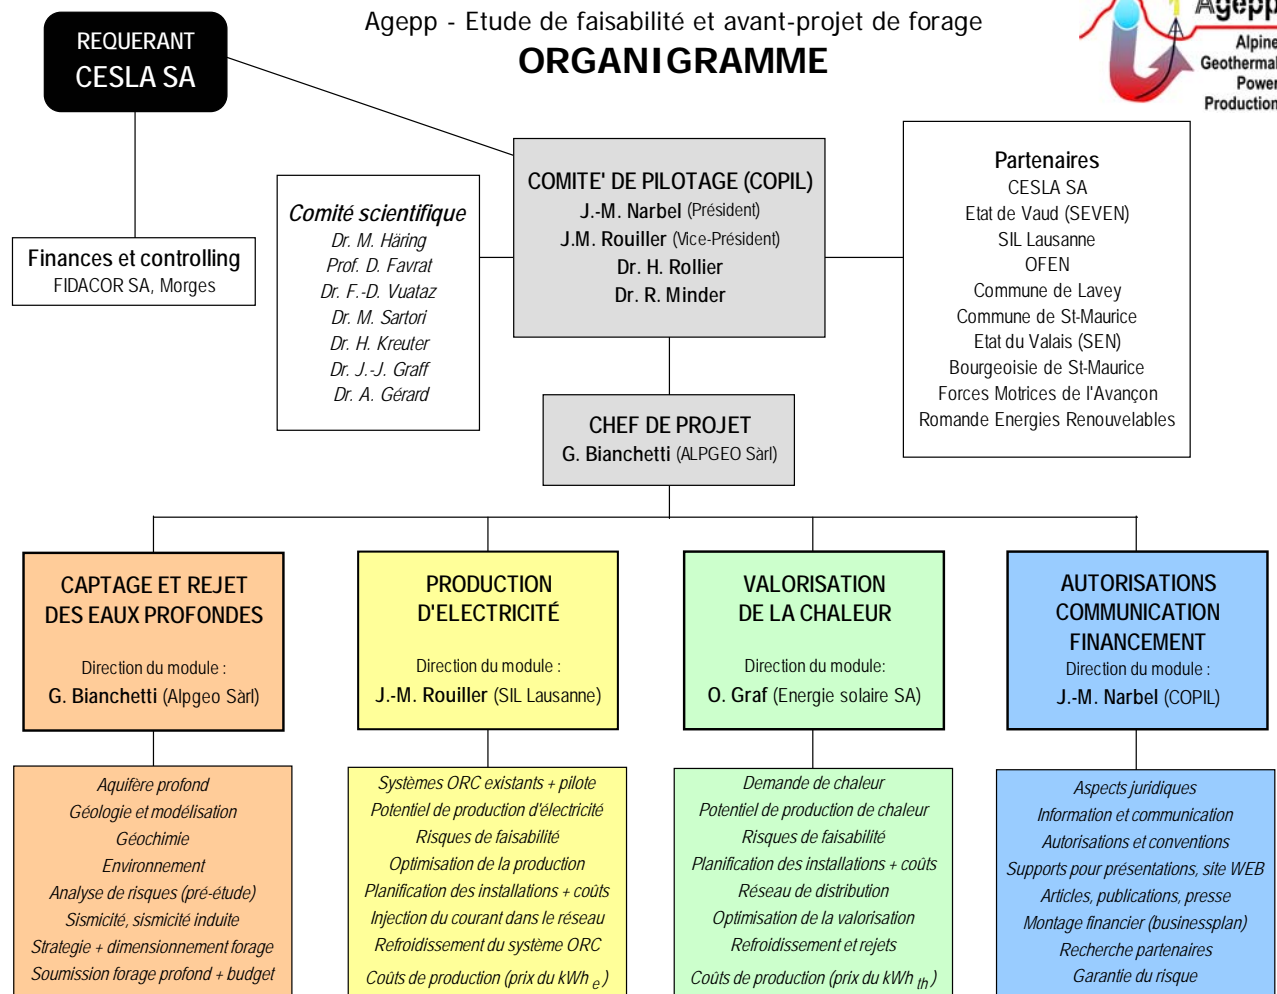 Agepp - Etude de faisabilité et avant-projet de forage
ORGANIGRAMME
Agepp
Alpine
Geothermal
Power
Production
REQUERANT
CESLA SA
Finances et controlling
FIDACOR SA, Morges
Comité scientifique
Dr. M. Häring
Prof. D. Favrat
Dr. F.-D. Vuataz
Dr. M. Sartori
Dr. H. Kreuter
Dr. J.-J. Graff
Dr. A. Gérard
COMITE' DE PILOTAGE (COPIL)
J.-M. Narbel (Président)
J.M. Rouiller (Vice-Président)
Dr. H. Rollier
Dr. R. Minder
Partenaires
CESLA SA
Etat de Vaud (SEVEN)
SIL Lausanne
OFEN
Commune de Lavey
Commune de St-Maurice
Etat du Valais (SEN)
Bourgeoisie de St-Maurice
Forces Motrices de l'Avançon
Romande Energies Renouvelables
CHEF DE PROJET
G. Bianchetti (ALPGEO Sàrl)
CAPTAGE ET REJET
DES EAUX PROFONDES
Direction du module :
G. Bianchetti (Alpgeo Sàrl)
Aquifère profond
Géologie et modélisation
Géochimie
Environnement
Analyse de risques (pré-étude)
Sismicité, sismicité induite
Strategie + dimensionnement forage
Soumission forage profond + budget
PRODUCTION
D'ELECTRICITÉ
Direction du module :
J.-M. Rouiller (SIL Lausanne)
Systèmes ORC existants + pilote
Potentiel de production d'électricité
Risques de faisabilité
Optimisation de la production
Planification des installations + coûts
Injection du courant dans le réseau
Refroidissement du système ORC
Coûts de production (prix du kWh e )
VALORISATION
DE LA CHALEUR
Direction du module:
O. Graf (Energie solaire SA)
Demande de chaleur
Potentiel de production de chaleur
Risques de faisabilité
Planification des installations + coûts
Réseau de distribution
Optimisation de la valorisation
Refroidissement et rejets
Coûts de production (prix du kWh th )
AUTORISATIONS
COMMUNICATION
FINANCEMENT
Direction du module :
J.-M. Narbel (COPIL)
Aspects juridiques
Information et communication
Autorisations et conventions
Supports pour présentations, site WEB
Articles, publications, presse
Montage financier (businessplan)
Recherche partenaires
Garantie du risque